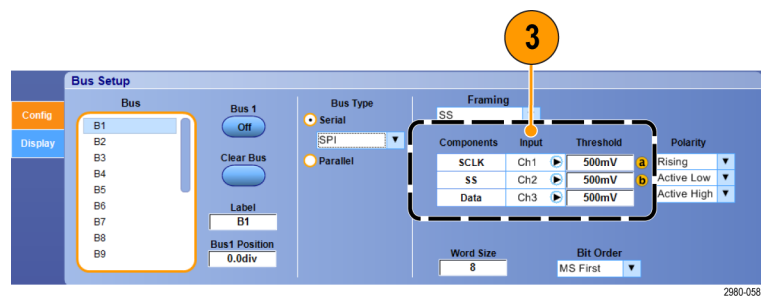 3
Bus Setup
Config
Display
Bus
B1
B2
B3
B4
B5
B6
B7
B8
B9
Bus 1
Off
Clear Bus
Label
B1
Bus1 Position
0.0div
Bus Type
Serial
SPI
Parallel
Framing
SS
Components Input Threshold Polarity
SCLK Ch1 500mV a Rising
SS Ch2 500mV b Active Low
Data Ch3 500mV Active High
Word Size Bit Order
8 MS First
2980-058